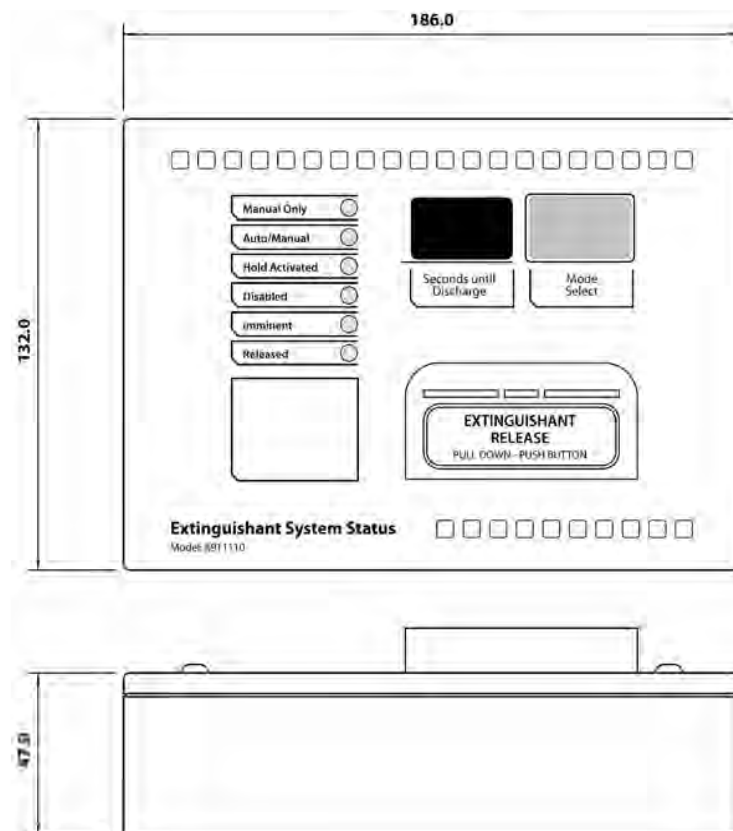 186.0
132.0
Manual Only
Auto/Manual
Hold Activated
Disabled
Imminent
Released
Seconds until
Discharge
Mode
Select
EXTINGUISHANT
RELEASE
PULL DOWN - PUSH BUTTON
Extinguishant System Status
Model: 8911110
47.0